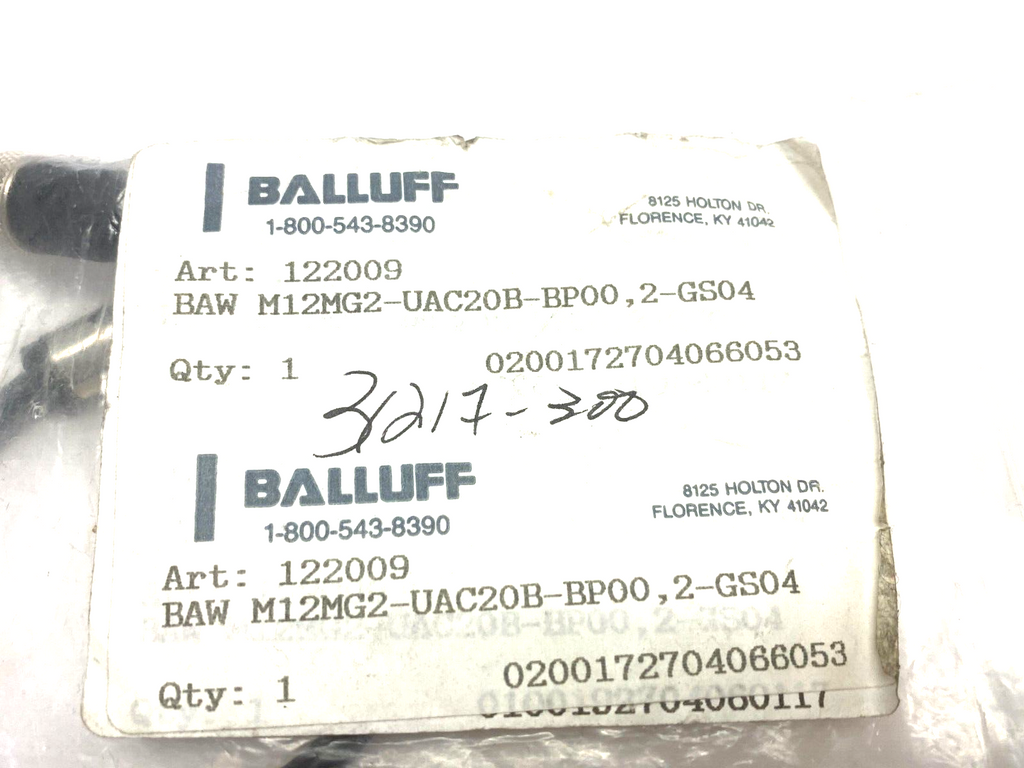 BALLUFF
1-800-543-8390
8125 HOLTON DR.
FLORENCE, KY 41042
Art: 122009
BAW M12MG2-UAC20B-BP00,2-GS04
Qty: 1 0200172704066053
31217-300
BALLUFF
1-800-543-8390
8125 HOLTON DR.
FLORENCE, KY 41042
Art: 122009
BAW M12MG2-UAC20B-BP00,2-GS04
Qty: 1 0200172704066053